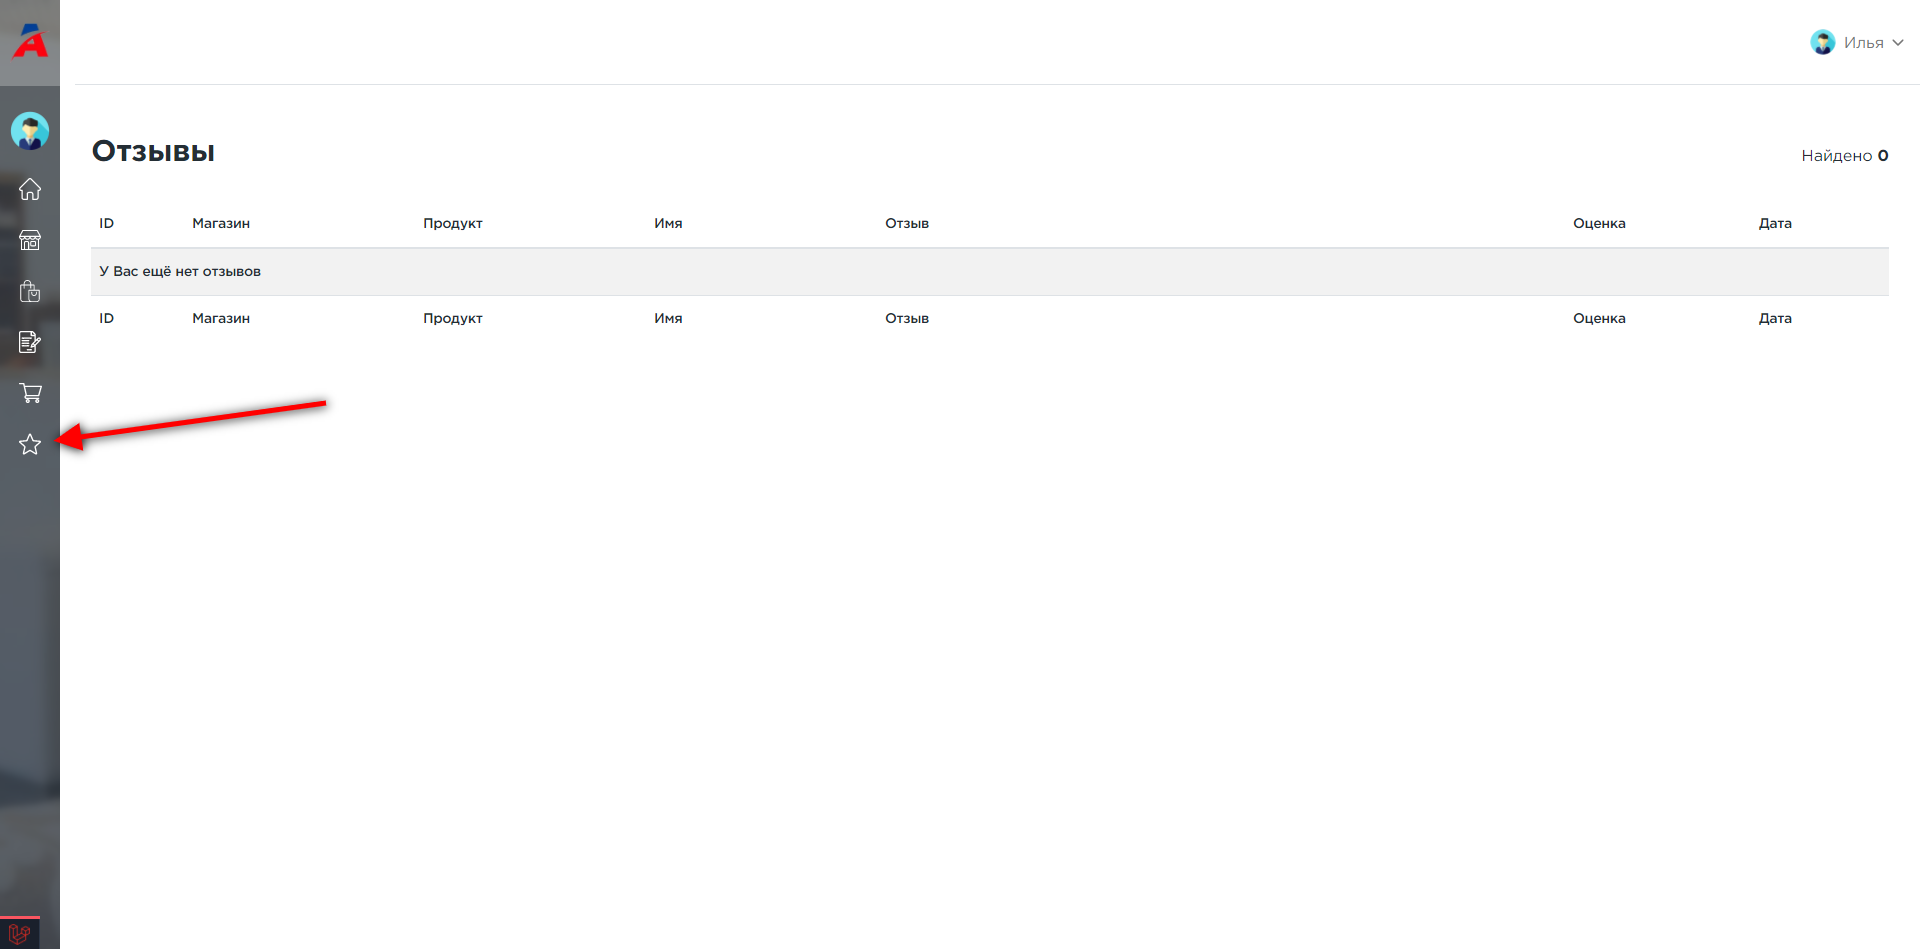 Илья
Отзывы
Найдено 0
ID Магазин Продукт Имя Отзыв Оценка Дата
У Вас ещё нет отзывов
ID Магазин Продукт Имя Отзыв Оценка Дата